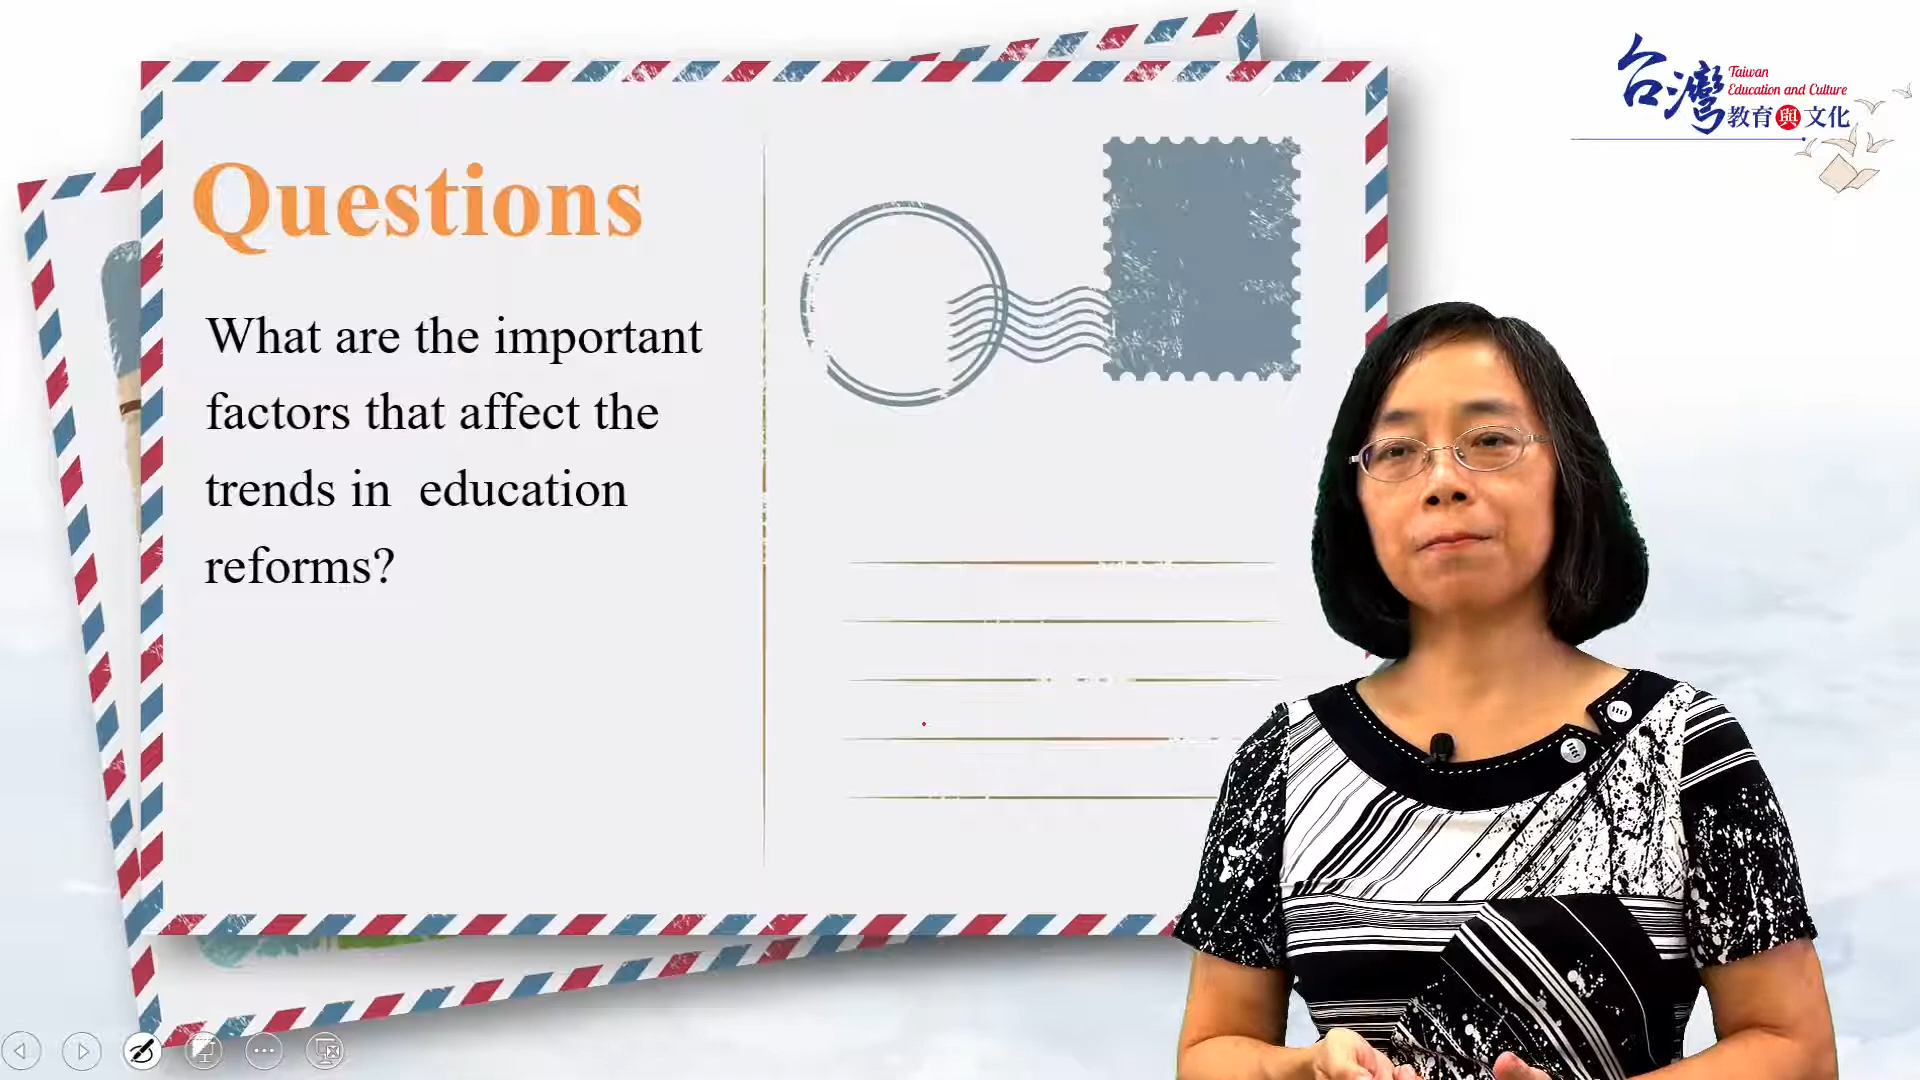 Questions
What are the important
factors that affect the
trends in education
reforms?
台灣
Taiwan
Education and Culture
教育與文化